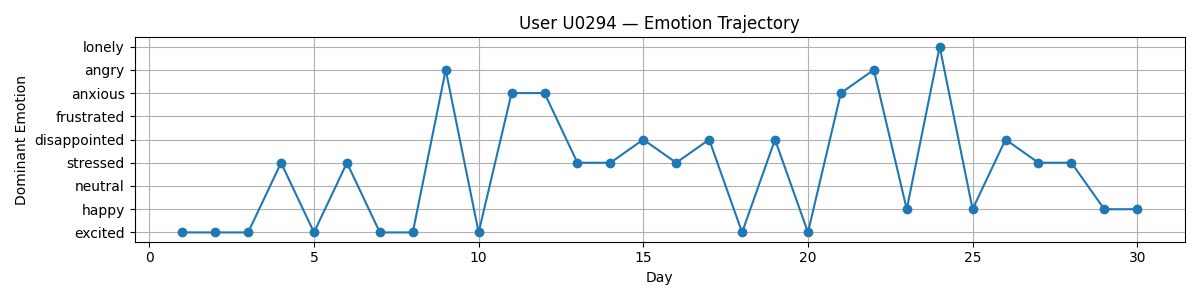 User U0294 — Emotion Trajectory
Dominant Emotion
lonely
angry
anxious
frustrated
disappointed
stressed
neutral
happy
excited
0 5 10 15 20 25 30
Day